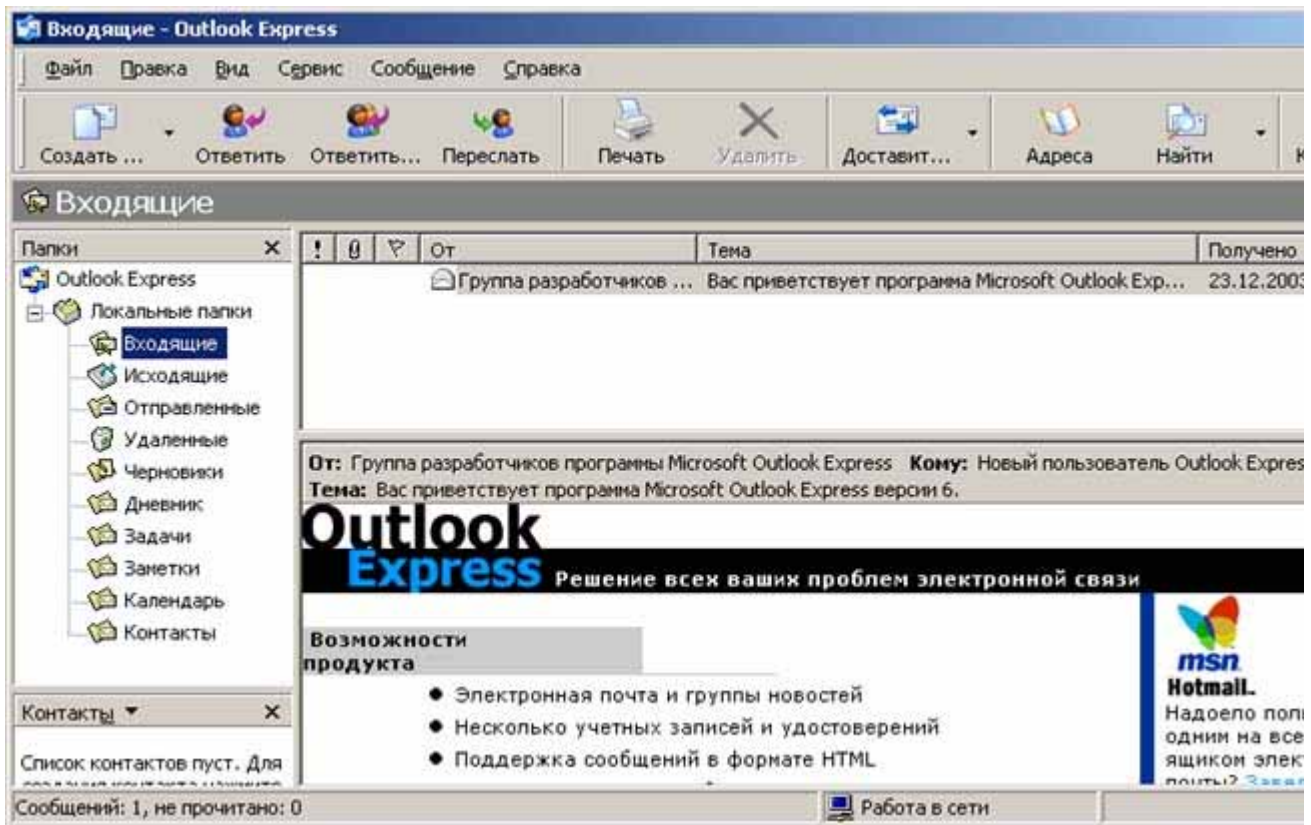 Входящие - Outlook Express
Файл Правка Вид Сервис Сообщение Справка
Создать ... Ответить Ответить... Переслать Печать Удалить Доставит... Адреса Найти
Входящие
Папки
! От Тема Получено
Outlook Express
Группа разработчиков ... Вас приветствует программа Microsoft Outlook Exp... 23.12.2003
Локальные папки
Входящие
Исходящие
Отправленные
Удаленные
Черновики
Дневник
Задачи
Заметки
Календарь
Контакты
От: Группа разработчиков программы Microsoft Outlook Express Кому: Новый пользователь Outlook Expres
Тема: Вас приветствует программа Microsoft Outlook Express версии 6.
Outlook
Express Решение всех ваших проблем электронной связи
Возможности
продукта
● Электронная почта и группы новостей
● Несколько учетных записей и удостоверений
● Поддержка сообщений в формате HTML
msn
Hotmail.
Надоело
одним на все
ящиком
почты?
Контакты
Список контактов пуст. Для
Сообщений: 1, не прочитано: 0 Работа в сети